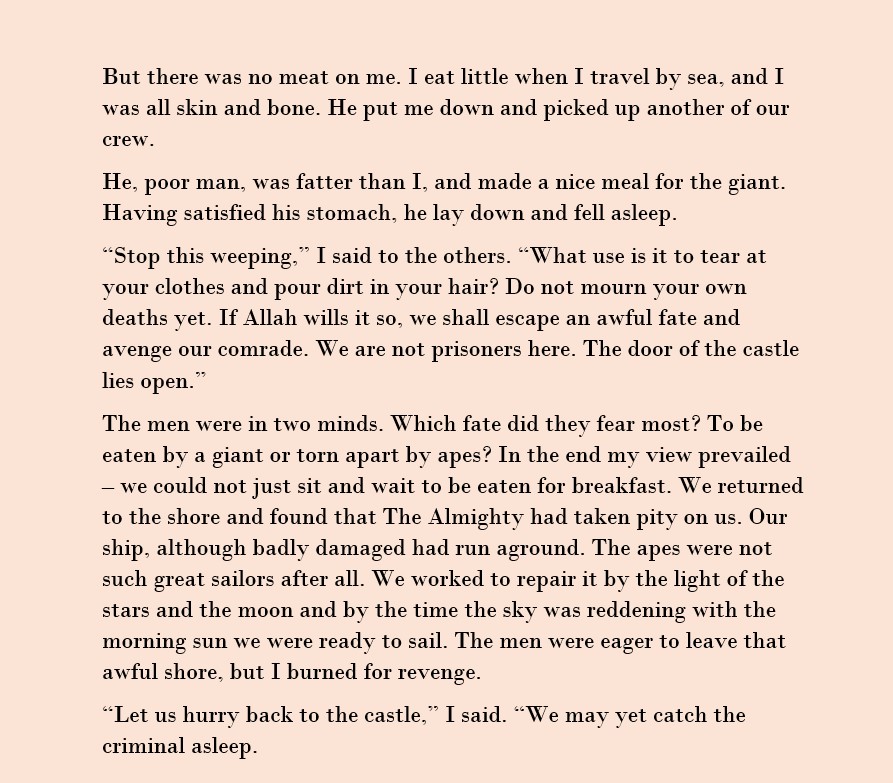 But there was no meat on me. I eat little when I travel by sea, and I
was all skin and bone. He put me down and picked up another of our
crew.
He, poor man, was fatter than I, and made a nice meal for the giant.
Having satisfied his stomach, he lay down and fell asleep.
“Stop this weeping,” I said to the others. “What use is it to tear at
your clothes and pour dirt in your hair? Do not mourn your own
deaths yet. If Allah wills it so, we shall escape an awful fate and
avenge our comrade. We are not prisoners here. The door of the castle
lies open.”
The men were in two minds. Which fate did they fear most? To be
eaten by a giant or torn apart by apes? In the end my view prevailed
– we could not just sit and wait to be eaten for breakfast. We returned
to the shore and found that The Almighty had taken pity on us. Our
ship, although badly damaged had run aground. The apes were not
such great sailors after all. We worked to repair it by the light of the
stars and the moon and by the time the sky was reddening with the
morning sun we were ready to sail. The men were eager to leave that
awful shore, but I burned for revenge.
“Let us hurry back to the castle,” I said. “We may yet catch the
criminal asleep.